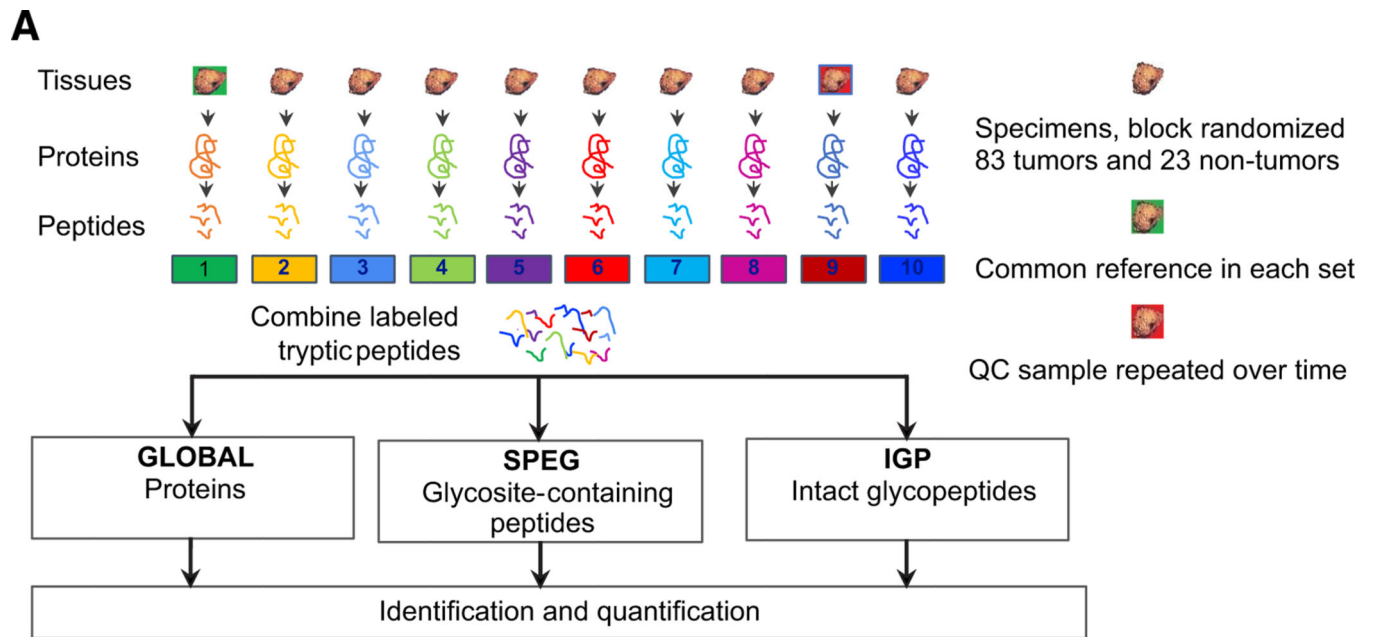 A
Tissues
Proteins
Peptides
1 2 3 4 5 6 7 8 9 10
Combine labeled
tryptic peptides
Specimens, block randomized
83 tumors and 23 non-tumors
Common reference in each set
QC sample repeated over time
GLOBAL
Proteins
SPEG
Glycosite-containing
peptides
IGP
Intact glycopeptides
Identification and quantification